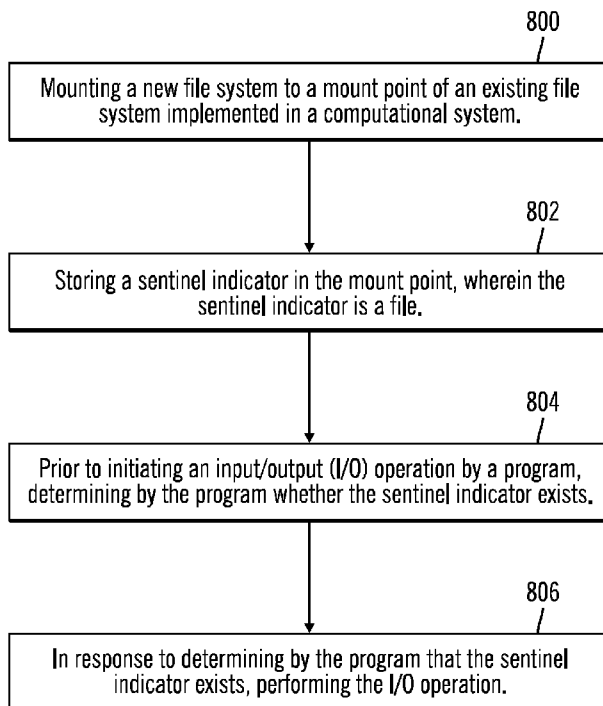 800
Mounting a new file system to a mount point of an existing file
system implemented in a computational system.
802
Storing a sentinel indicator in the mount point, wherein the
sentinel indicator is a file.
804
Prior to initiating an input/output (I/O) operation by a program,
determining by the program whether the sentinel indicator exists.
806
In response to determining by the program that the sentinel
indicator exists, performing the I/O operation.